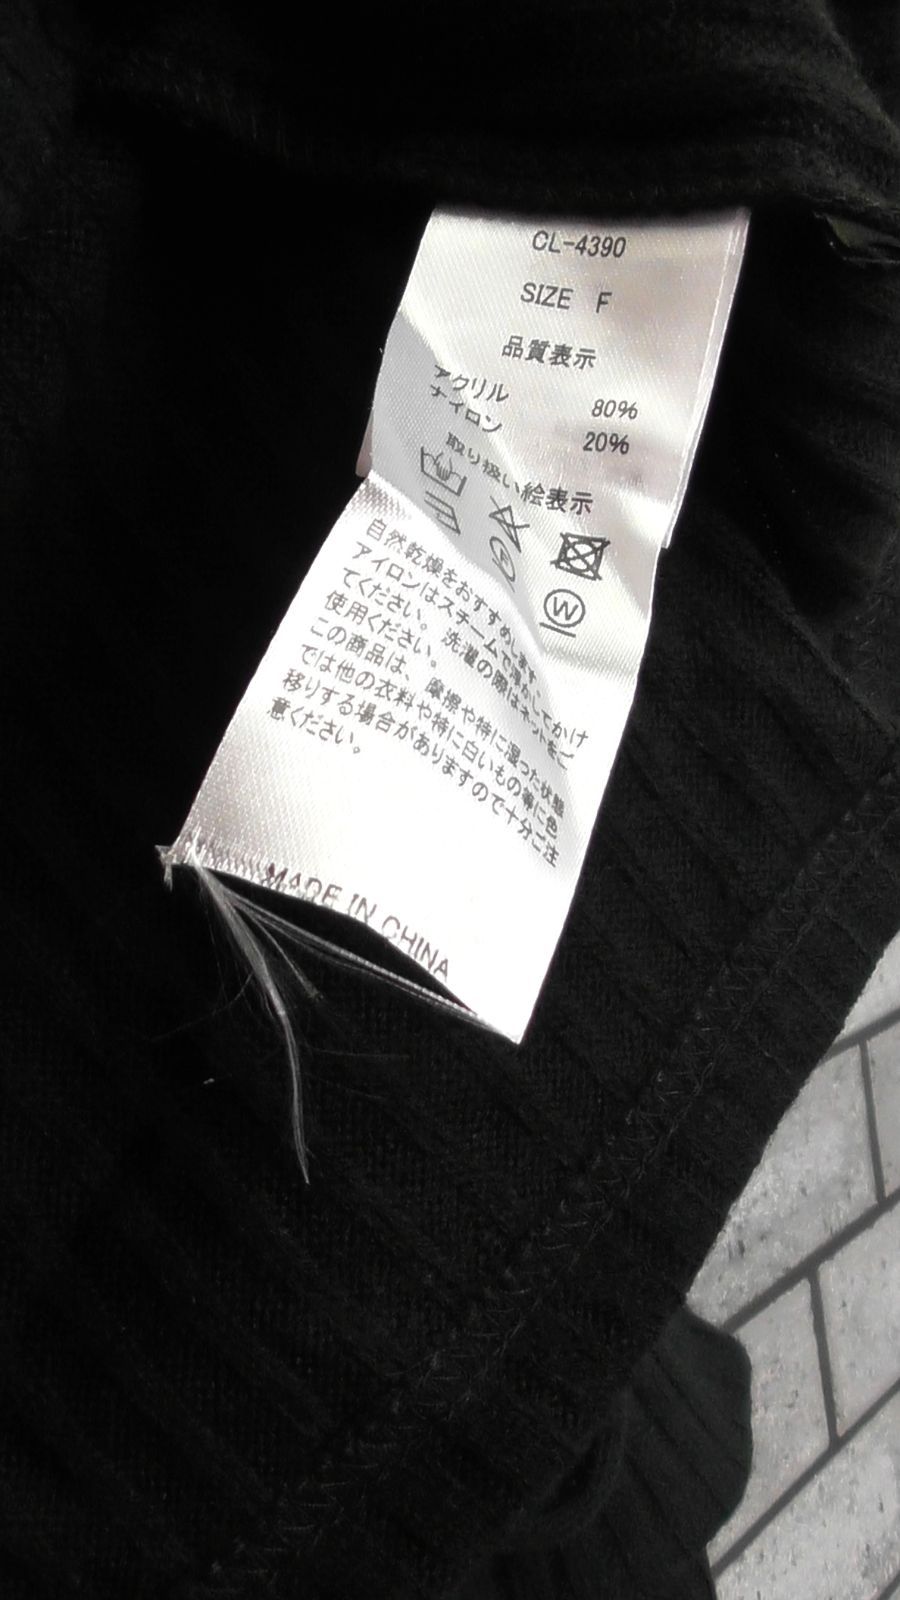 CL-4390
SIZE F
品質表示
アクリル 80%
ナイロン 20%
取り扱い絵表示
W
自然乾燥をおすすめします。
アイロンはスチームで浮かしてかけ
てください。洗濯の際はネットをご
使用ください。
この商品は、摩擦や特に湿った状態
では他の衣料や特に白いもの等に色
移りする場合がありますので十分ご注
意ください。
MADE IN CHINA